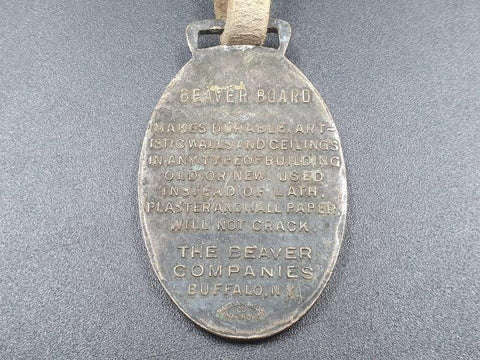 BEAVER BOARD
MAKES DURABLE, ART-
ISTIC WALLS AND CEILINGS
IN ANY TYPE OF BUILDING
OLD OR NEW. USED
INSTEAD OF LATH,
PLASTER AND WALL PAPER.
WILL NOT CRACK.
THE BEAVER
COMPANIES
BUFFALO, N.Y.